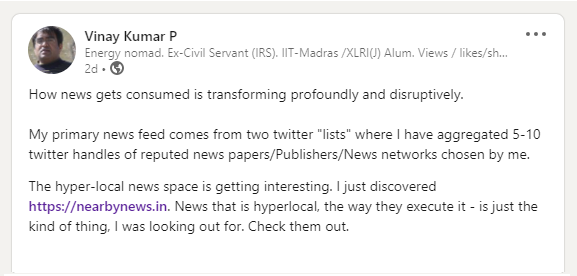 Vinay Kumar P
Energy nomad. Ex-Civil Servant (IRS). IIT-Madras /XLRI(J) Alum. Views / likes/sh...
2d •
How news gets consumed is transforming profoundly and disruptively.
My primary news feed comes from two twitter "lists" where I have aggregated 5-10
twitter handles of reputed news papers/Publishers/News networks chosen by me.
The hyper-local news space is getting interesting. I just discovered
https://nearbynews.in. News that is hyperlocal, the way they execute it - is just the
kind of thing, I was looking out for. Check them out.